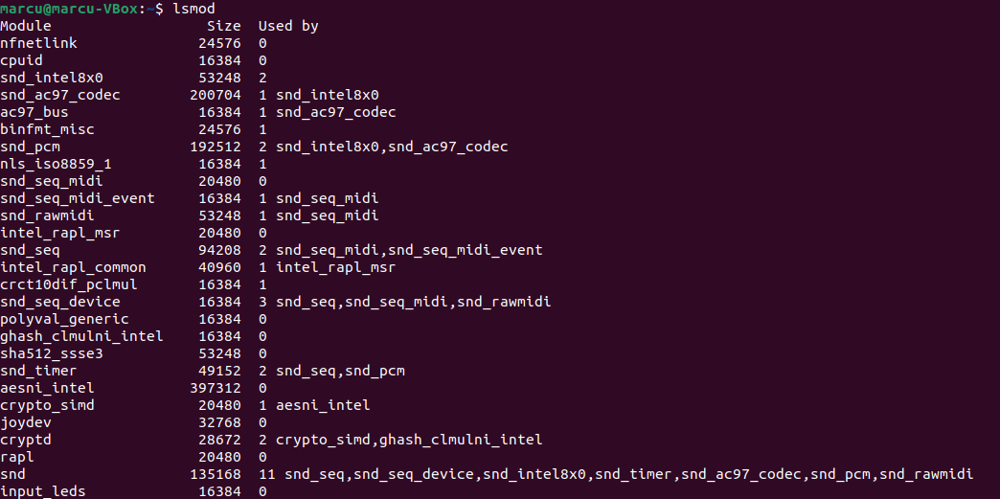 marcu@marcu-VBox:~$ lsmod
Module                  Size  Used by
nfnetlink              24576  0
cpuid                  16384  0
snd_intel8x0           53248  2
snd_ac97_codec        200704  1 snd_intel8x0
ac97_bus               16384  1 snd_ac97_codec
binfmt_misc            24576  1
snd_pcm               192512  2 snd_intel8x0,snd_ac97_codec
nls_iso8859_1          16384  1
snd_seq_midi           20480  0
snd_seq_midi_event     16384  1 snd_seq_midi
snd_rawmidi            53248  1 snd_seq_midi
intel_rapl_msr         20480  0
snd_seq                94208  2 snd_seq_midi,snd_seq_midi_event
intel_rapl_common      40960  1 intel_rapl_msr
crct10dif_pclmul       16384  1
snd_seq_device         16384  3 snd_seq,snd_seq_midi,snd_rawmidi
polyval_generic        16384  0
ghash_clmulni_intel    16384  0
sha512_ssse3           53248  0
snd_timer              49152  2 snd_seq,snd_pcm
aesni_intel           397312  0
crypto_simd            20480  1 aesni_intel
joydev                 32768  0
cryptd                 28672  2 crypto_simd,ghash_clmulni_intel
rapl                   20480  0
snd                   135168  11 snd_seq,snd_seq_device,snd_intel8x0,snd_timer,snd_ac97_codec,snd_pcm,snd_rawmidi
input_leds             16384  0